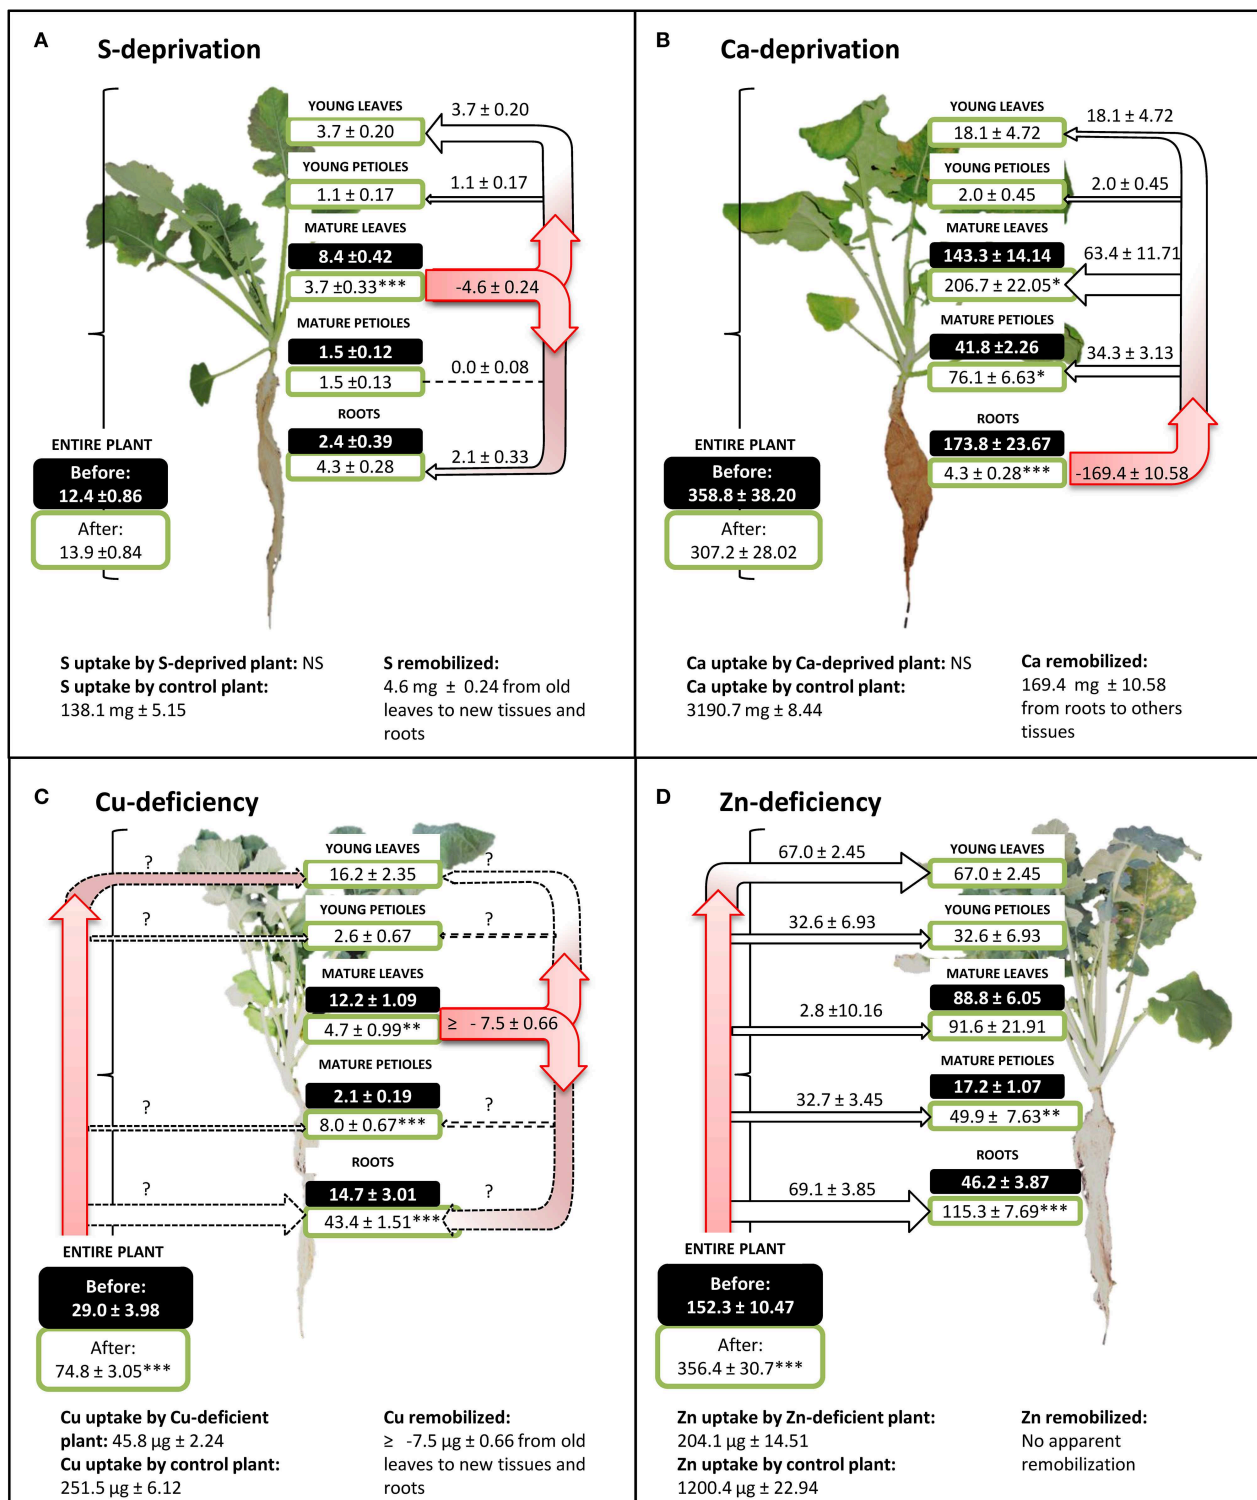 A S-deprivation
YOUNG LEAVES
3.7 ± 0.20
3.7 ± 0.20
YOUNG PETIOLES
1.1 ± 0.17
1.1 ± 0.17
MATURE LEAVES
8.4 ±0.42
3.7 ±0.33***
-4.6 ± 0.24
MATURE PETIOLES
1.5 ±0.12
1.5 ±0.13
0.0 ± 0.08
ROOTS
2.4 ±0.39
4.3 ± 0.28
2.1 ± 0.33
ENTIRE PLANT
Before:
12.4 ±0.86
After:
13.9 ±0.84
S uptake by S-deprived plant: NS
S uptake by control plant:
138.1 mg ± 5.15
S remobilized:
4.6 mg ± 0.24 from old
leaves to new tissues and
roots
B Ca-deprivation
YOUNG LEAVES
18.1 ± 4.72
18.1 ± 4.72
YOUNG PETIOLES
2.0 ± 0.45
2.0 ± 0.45
MATURE LEAVES
143.3 ± 14.14
206.7 ± 22.05*
63.4 ± 11.71
MATURE PETIOLES
41.8 ±2.26
76.1 ± 6.63*
34.3 ± 3.13
ROOTS
173.8 ± 23.67
4.3 ± 0.28***
-169.4 ± 10.58
ENTIRE PLANT
Before:
358.8 ± 38.20
After:
307.2 ± 28.02
Ca uptake by Ca-deprived plant: NS
Ca uptake by control plant:
3190.7 mg ± 8.44
Ca remobilized:
169.4 mg ± 10.58
from roots to others
tissues
C Cu-deficiency
YOUNG LEAVES
?
16.2 ± 2.35
?
YOUNG PETIOLES
?
2.6 ± 0.67
?
MATURE LEAVES
12.2 ± 1.09
4.7 ± 0.99**
≥ - 7.5 ± 0.66
MATURE PETIOLES
2.1 ± 0.19
?
8.0 ± 0.67***
?
ROOTS
14.7 ± 3.01
?
43.4 ± 1.51***
?
ENTIRE PLANT
Before:
29.0 ± 3.98
After:
74.8 ± 3.05***
Cu uptake by Cu-deficient
plant: 45.8 µg ± 2.24
Cu uptake by control plant:
251.5 µg ± 6.12
Cu remobilized:
≥ -7.5 µg ± 0.66 from old
leaves to new tissues and
roots
D Zn-deficiency
YOUNG LEAVES
67.0 ± 2.45
67.0 ± 2.45
YOUNG PETIOLES
32.6 ± 6.93
32.6 ± 6.93
MATURE LEAVES
88.8 ± 6.05
2.8 ±10.16
91.6 ± 21.91
MATURE PETIOLES
17.2 ± 1.07
32.7 ± 3.45
49.9 ± 7.63**
ROOTS
46.2 ± 3.87
69.1 ± 3.85
115.3 ± 7.69***
ENTIRE PLANT
Before:
152.3 ± 10.47
After:
356.4 ± 30.7***
Zn uptake by Zn-deficient plant:
204.1 µg ± 14.51
Zn uptake by control plant:
1200.4 µg ± 22.94
Zn remobilized:
No apparent
remobilization